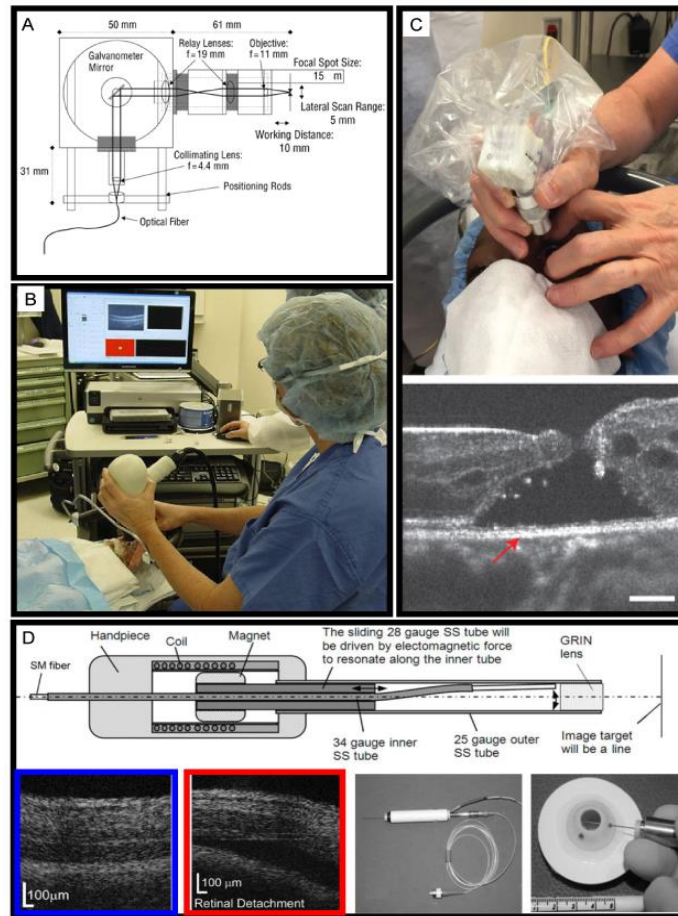 A
50 mm
61 mm
Galvanometer
Mirror
Relay Lenses:
f=19 mm
Objective:
f=11 mm
Focal Spot Size:
15 m
Lateral Scan Range:
5 mm
Working Distance:
10 mm
31 mm
Collimating Lens:
f=4.4 mm
Positioning Rods
Optical Fiber
B
C
D
Handpiece
Coil
Magnet
The sliding 28 gauge SS tube will
be driven by electomagnetic force
to resonate along the inner tube
GRIN
lens
SM fiber
34 gauge inner
SS tube
25 gauge outer
SS tube
Image target
will be a line
100μm
100 μm
Retinal Detachment